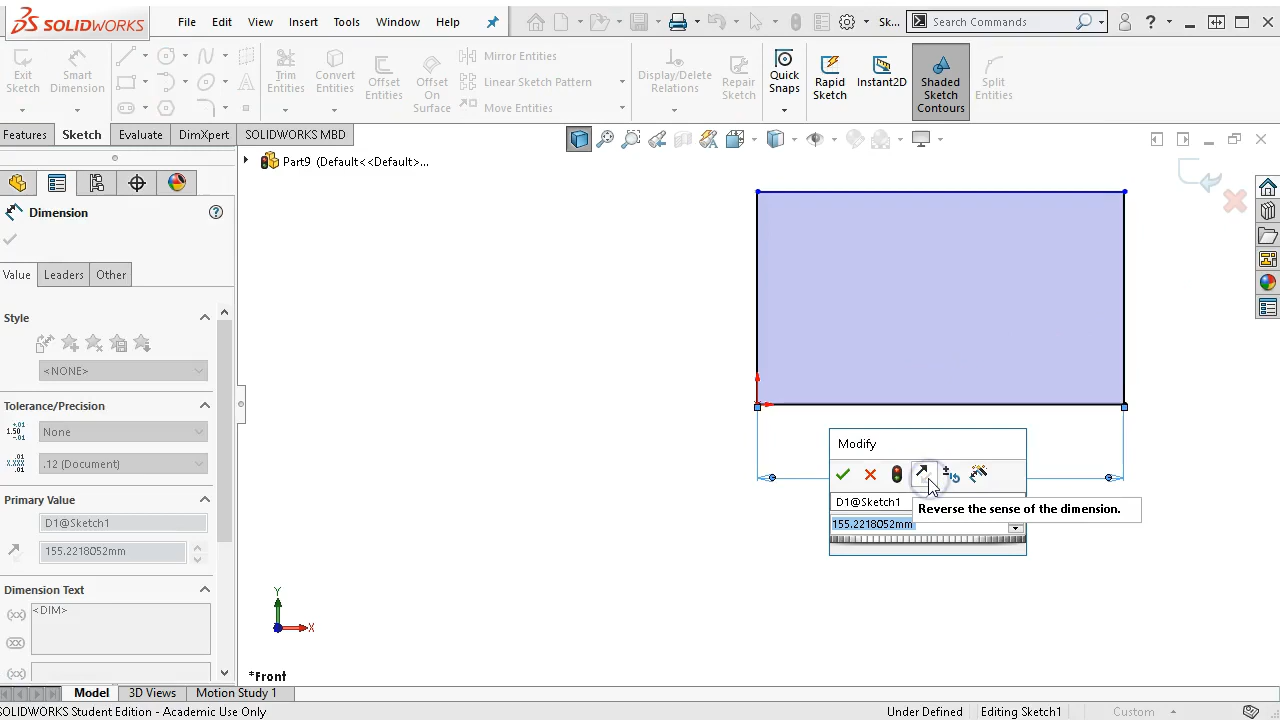 SOLIDWORKS
File Edit View Insert Tools Window Help
Sk...
Search Commands
Exit Sketch
Smart Dimension
Trim Entities
Convert Entities
Offset Entities
Offset On Surface
Mirror Entities
Linear Sketch Pattern
Move Entities
Display/Delete Relations
Repair Sketch
Quick Snaps
Rapid Sketch
Instant2D
Shaded Sketch Contours
Split Entities
Features Sketch Evaluate DimXpert SOLIDWORKS MBD
Part9 (Default<<Default>...
Dimension
Value Leaders Other
Style
<NONE>
Tolerance/Precision
None
.12 (Document)
Primary Value
D1@Sketch1
155.2218052mm
Dimension Text
<DIM>
Modify
D1@Sketch1
Reverse the sense of the dimension.
155.2218052mm
Y
X
*Front
Model 3D Views Motion Study 1
SOLIDWORKS Student Edition - Academic Use Only
Under Defined
Editing Sketch1
Custom